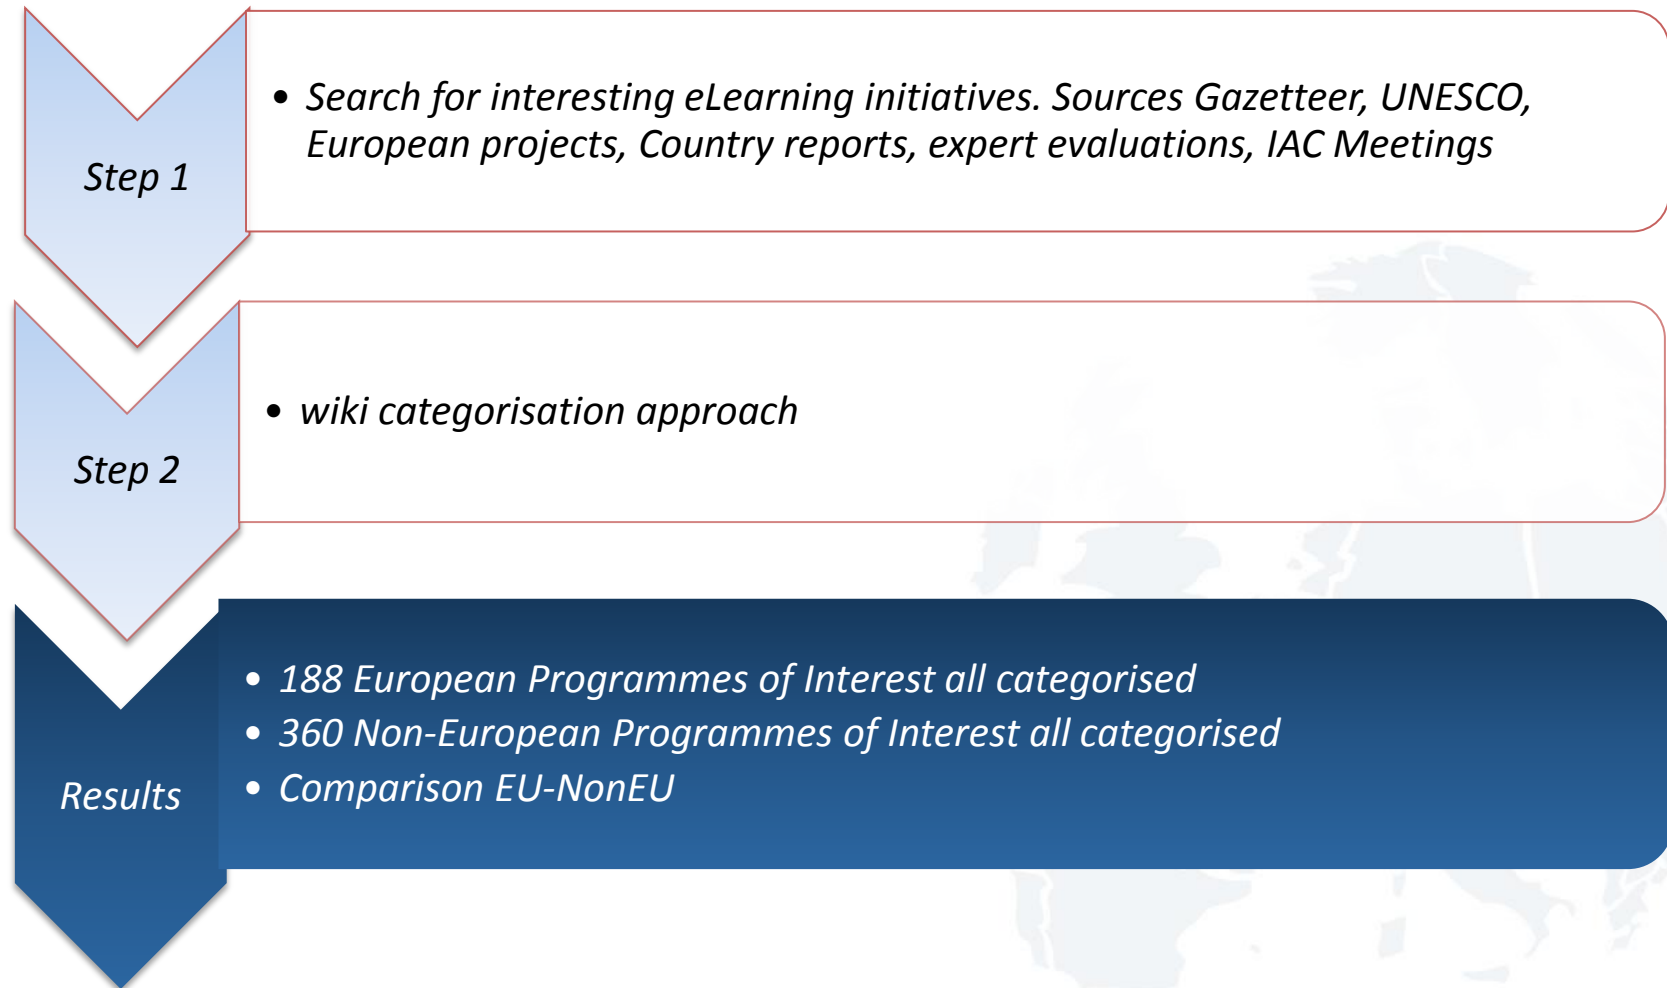 Step 1
• Search for interesting eLearning initiatives. Sources Gazetteer, UNESCO,
European projects, Country reports, expert evaluations, IAC Meetings
Step 2
• wiki categorisation approach
Results
• 188 European Programmes of Interest all categorised
• 360 Non-European Programmes of Interest all categorised
• Comparison EU-NonEU